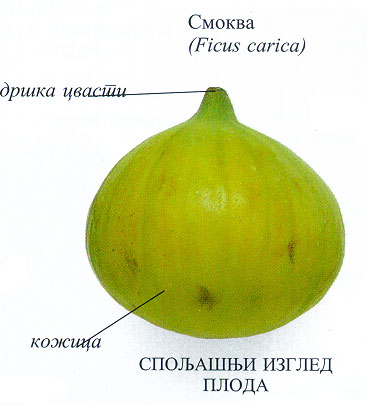 Смоква
(Ficus carica)
дршка цвасти
кожица
СПОЉАШЊИ ИЗГЛЕД
ПЛОДА